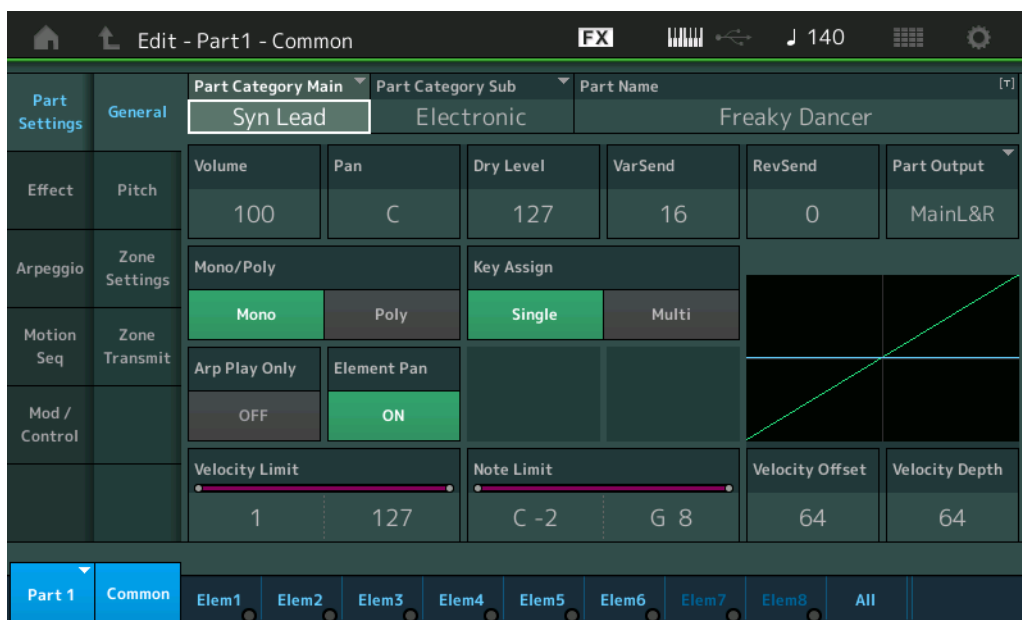 Edit - Part1 - Common FX ♩ 140
Part Settings
General
Part Category Main Part Category Sub Part Name [T]
Syn Lead Electronic Freaky Dancer
Effect
Pitch
Volume Pan Dry Level VarSend RevSend Part Output
100 C 127 16 0 MainL&R
Arpeggio
Zone Settings
Mono/Poly Key Assign
Mono Poly Single Multi
Motion Seq
Zone Transmit
Arp Play Only Element Pan
OFF ON
Mod / Control
Velocity Limit Note Limit Velocity Offset Velocity Depth
1 127 C -2 G 8 64 64
Part 1 Common Elem1 Elem2 Elem3 Elem4 Elem5 Elem6 Elem7 Elem8 All